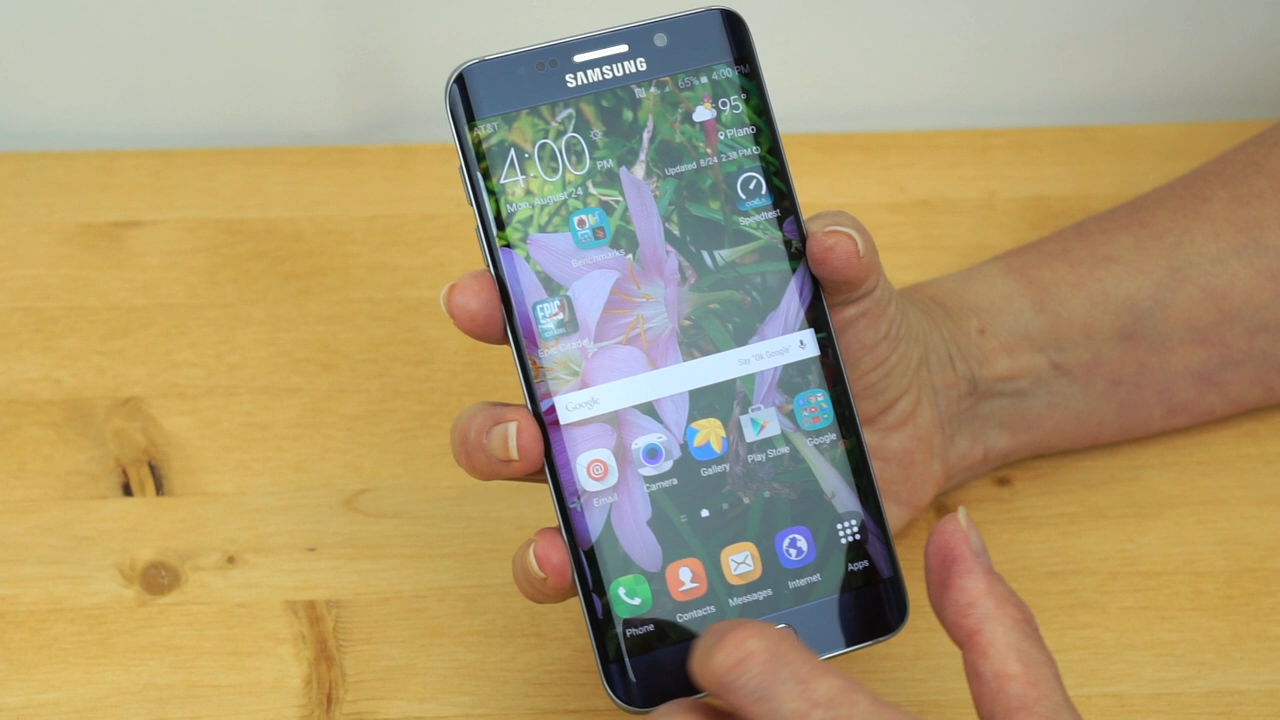 SAMSUNG
65% 4:00 PM
AT&T
95°
Plano
4:00 PM
Updated 8/24 2:38 PM
Mon, August 24
Speedtest
Benchmarks
EPIC
Epic Citadel
Google Say "Ok Google"
Email
Camera
Gallery
Play Store
Google
Phone
Contacts
Messages
Internet
Apps